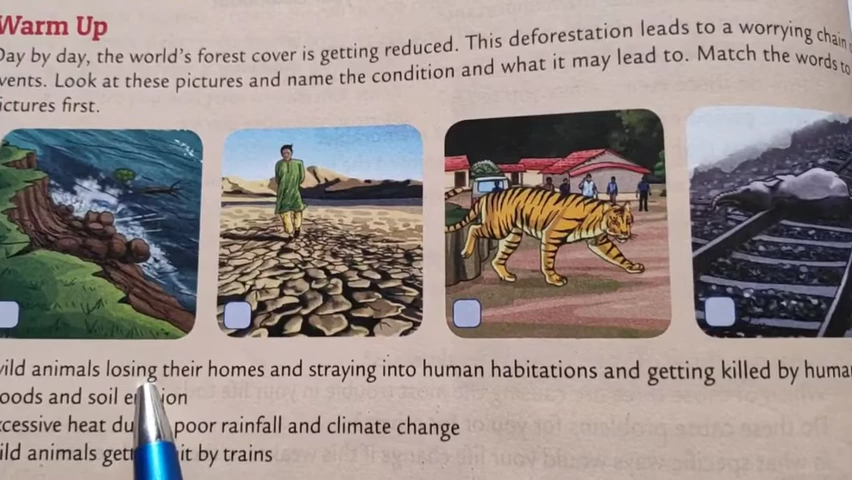 Warm Up
Day by day, the world's forest cover is getting reduced. This deforestation leads to a worrying chain
vents. Look at these pictures and name the condition and what it may lead to. Match the words to
ictures first.
ild animals losing their homes and straying into human habitations and getting killed by huma
oods and soil e ion
xcessive heat du poor rainfall and climate change
ild animals gett it by trains